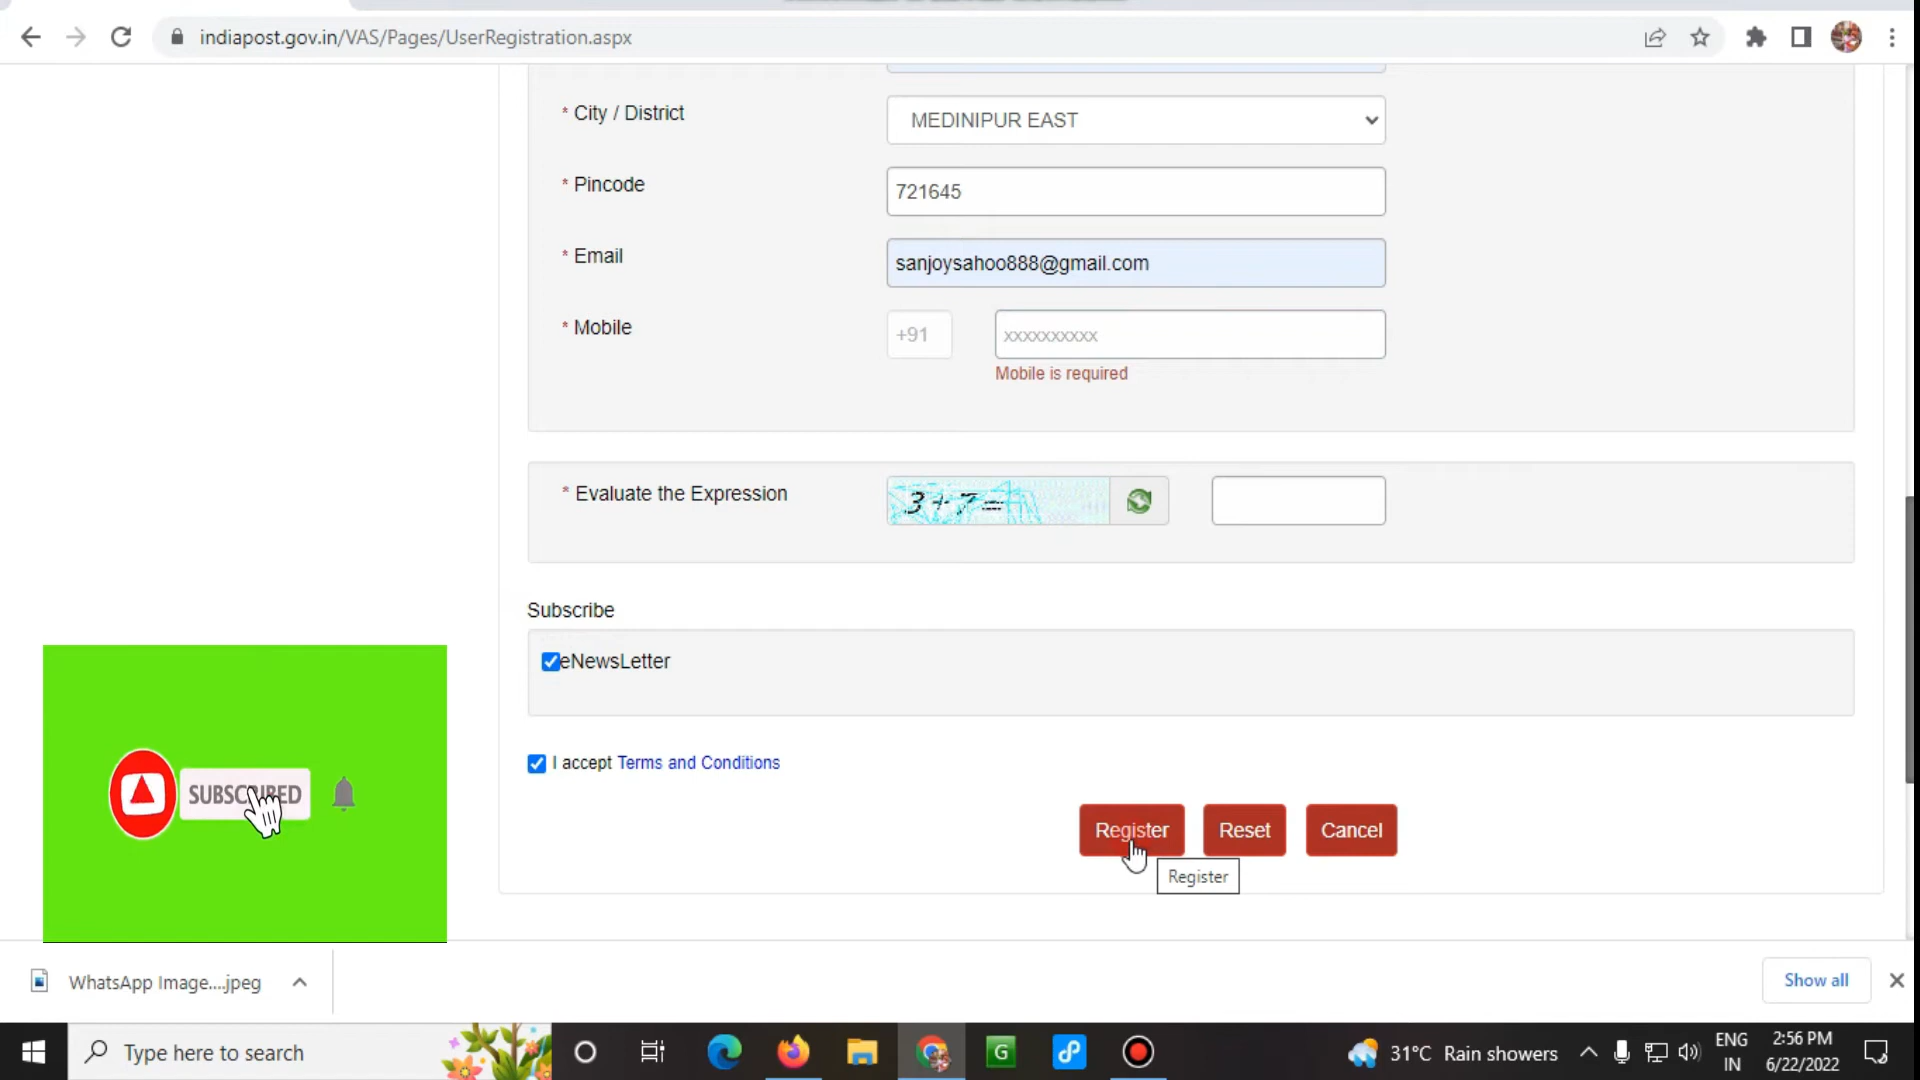 indiapost.gov.in/VAS/Pages/UserRegistration.aspx
* City / District
MEDINIPUR EAST
* Pincode
721645
* Email
sanjoysahoo888@gmail.com
* Mobile
+91
xxxxxxxxxx
Mobile is required
* Evaluate the Expression
3+7=
Subscribe
eNewsLetter
I accept Terms and Conditions
Register
Reset
Cancel
Register
SUBSCRIBED
WhatsApp Image....jpeg
Show all
Type here to search
G
31°C Rain showers
ENG
IN
2:56 PM
6/22/2022